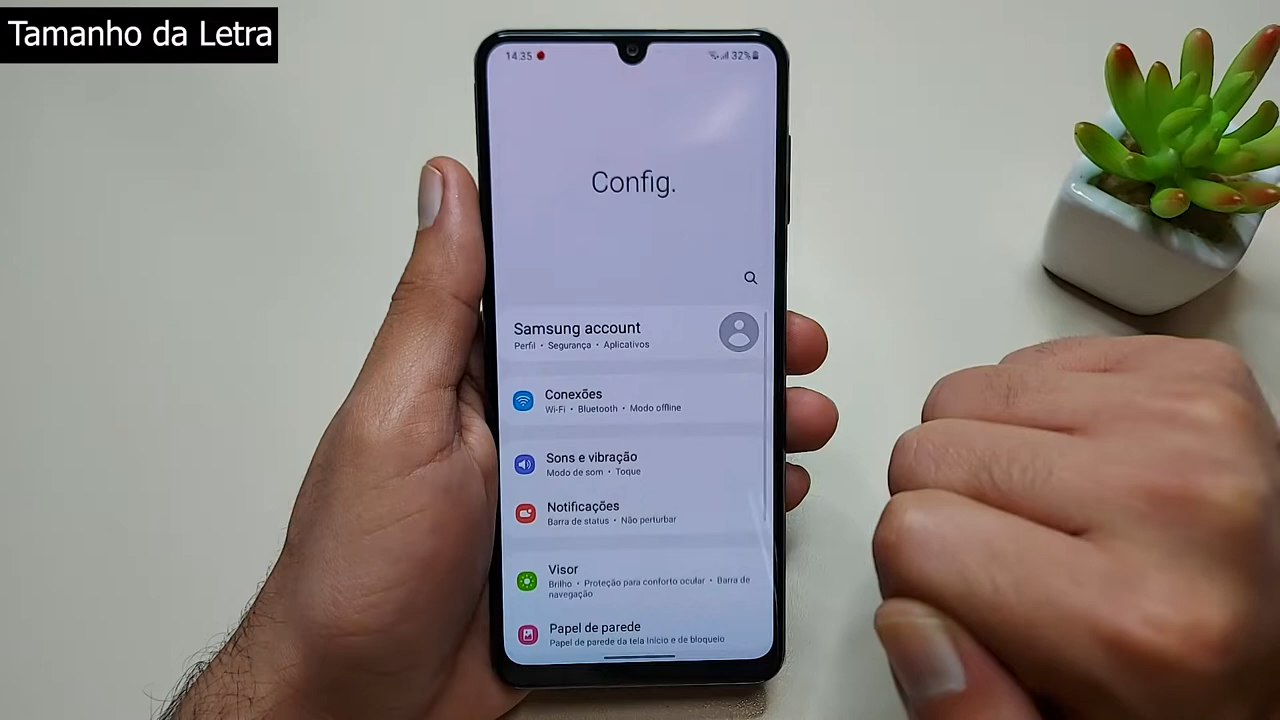 Tamanho da Letra
14:35
32%
Config.
Samsung account
Perfil • Segurança • Aplicativos
Conexões
Wi-Fi • Bluetooth • Modo offline
Sons e vibração
Modo de som • Toque
Notificações
Barra de status • Não perturbar
Visor
Brilho • Proteção para conforto ocular • Barra de
navegação
Papel de parede
Papel de parede da tela Início e de bloqueio